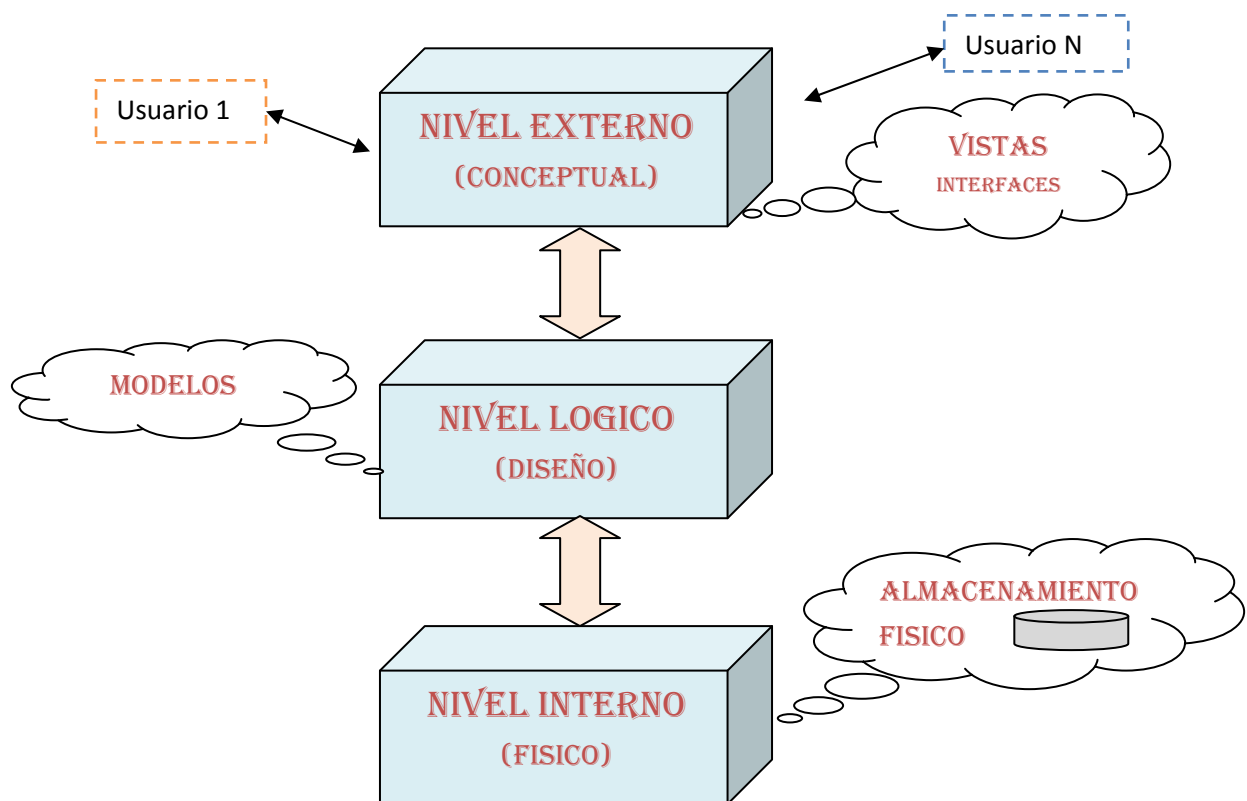 Usuario N
Usuario 1
NIVEL EXTERNO
(CONCEPTUAL)
VISTAS
INTERFACES
MODELOS
NIVEL LOGICO
(DISEÑO)
ALMACENAMIENTO
FISICO
NIVEL INTERNO
(FISICO)